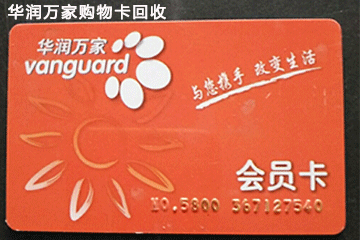 华润万家购物卡回收
华润万家
vanguard
与您携手 改变生活
会员卡
NO.5800 367127540